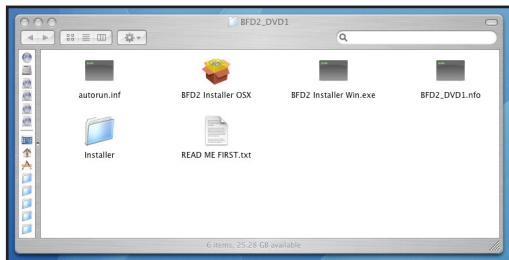 BFD2_DVD1
autorun.inf
BFD2 Installer OSX
BFD2 Installer Win.exe
BFD2_DVD1.nfo
Installer
READ ME FIRST.txt
6 items, 25.28 GB available